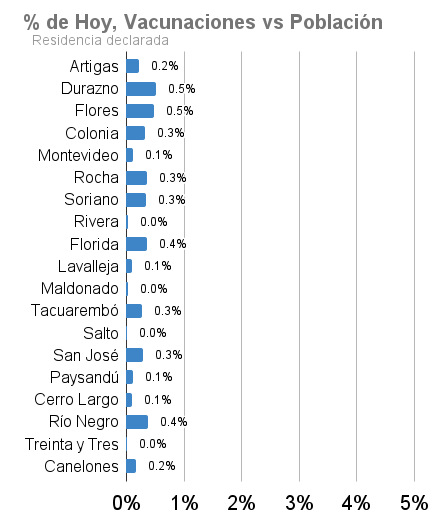 % de Hoy, Vacunaciones vs Población
Residencia declarada
Artigas 0.2%
Durazno 0.5%
Flores 0.5%
Colonia 0.3%
Montevideo 0.1%
Rocha 0.3%
Soriano 0.3%
Rivera 0.0%
Florida 0.4%
Lavalleja 0.1%
Maldonado 0.0%
Tacuarembó 0.3%
Salto 0.0%
San José 0.3%
Paysandú 0.1%
Cerro Largo 0.1%
Río Negro 0.4%
Treinta y Tres 0.0%
Canelones 0.2%
0% 1% 2% 3% 4% 5%